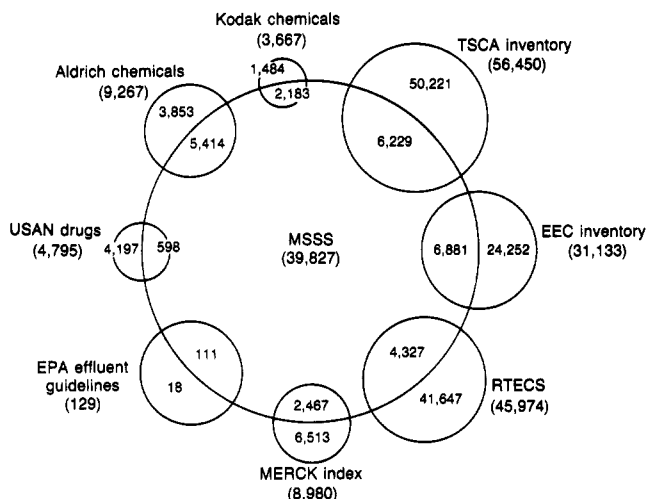 Kodak chemicals
(3,667)
1,484
2,183
TSCA inventory
(56,450)
50,221
6,229
Aldrich chemicals
(9,267)
3,853
5,414
USAN drugs
(4,795)
4,197
598
MSSS
(39,827)
EEC inventory
(31,133)
6,881
24,252
EPA effluent
guidelines
(129)
111
18
4,327
41,647
RTECS
(45,974)
2,467
6,513
MERCK index
(8,980)